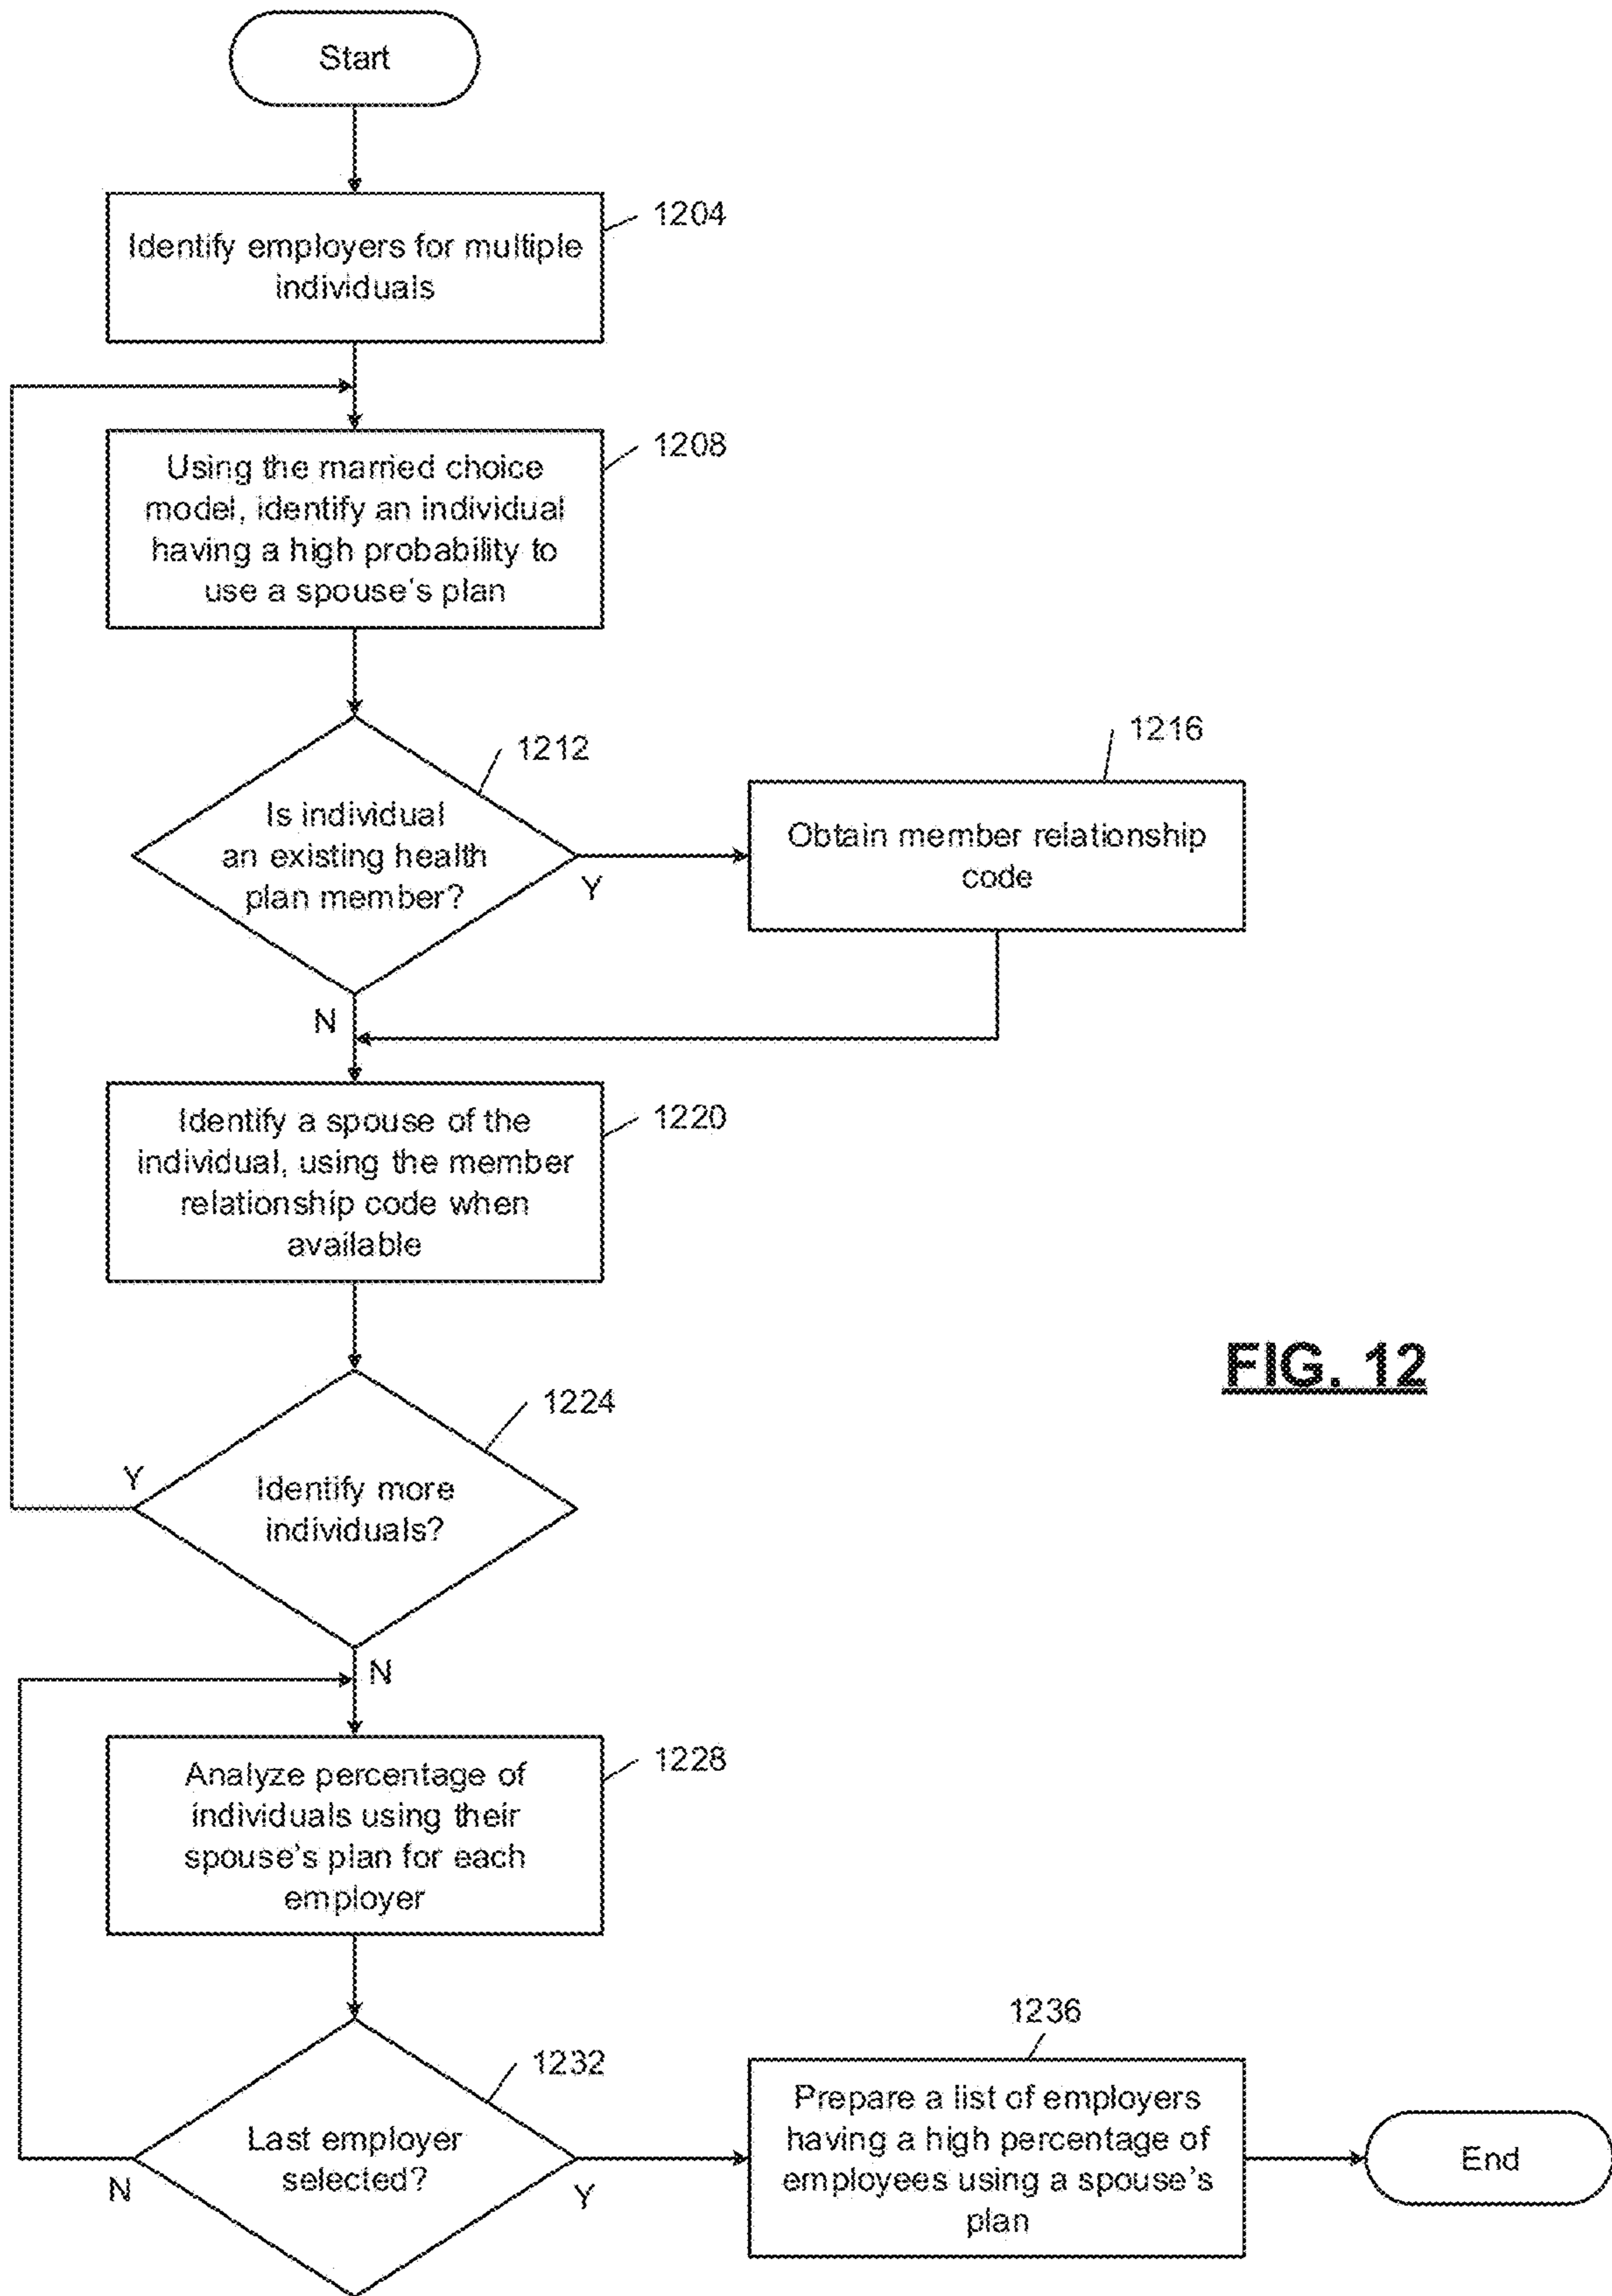 Start
1204
Identify employers for multiple
individuals
1208
Using the married choice
model, identify an individual
having a high probability to
use a spouse's plan
1212
Is individual
an existing health
plan member?
Y
1216
Obtain member relationship
code
N
1220
Identify a spouse of the
individual, using the member
relationship code when
available
FIG. 12
1224
Y
Identify more
individuals?
N
1228
Analyze percentage of
individuals using their
spouse's plan for each
employer
1232
Last employer
selected?
N
Y
1236
Prepare a list of employers
having a high percentage of
employees using a spouse's
plan
End